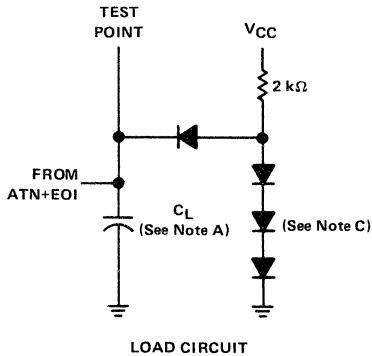 TEST
POINT
VCC
2 kΩ
FROM
ATN+EOI
CL
(See Note A)
(See Note C)
LOAD CIRCUIT